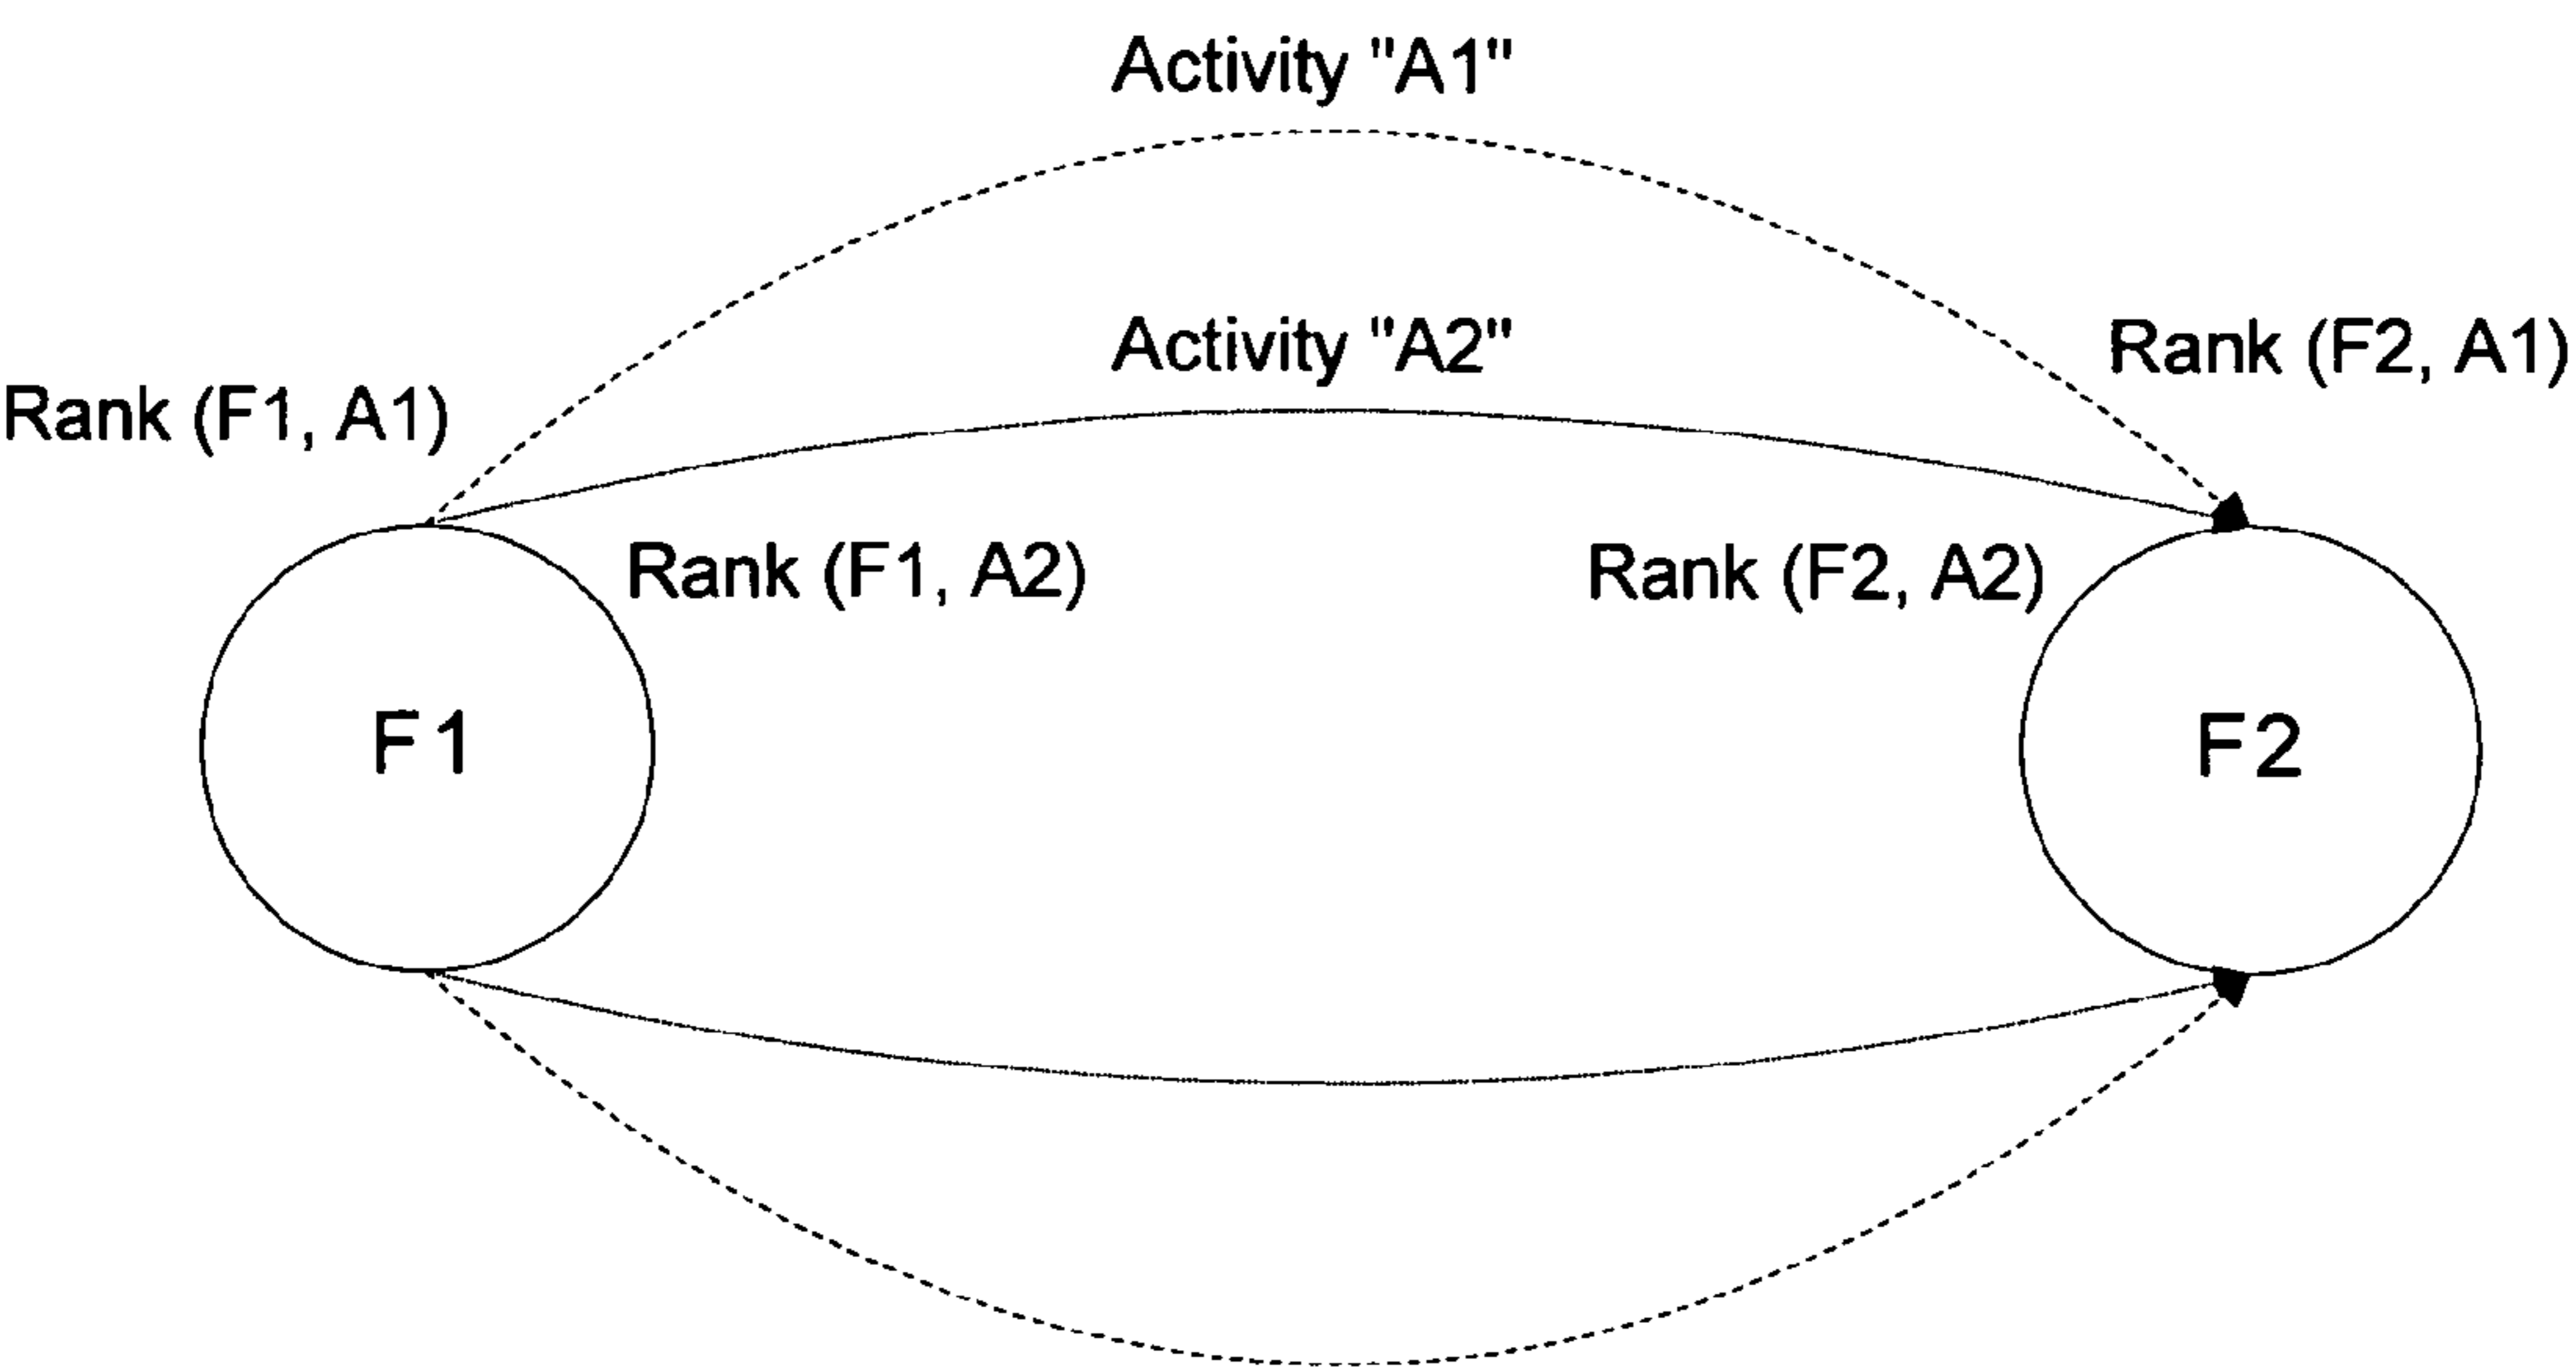 Activity "A1"
Activity "A2"
Rank (F2, A1)
Rank (F1, A1)
Rank (F1, A2)
Rank (F2, A2)
F1
F2